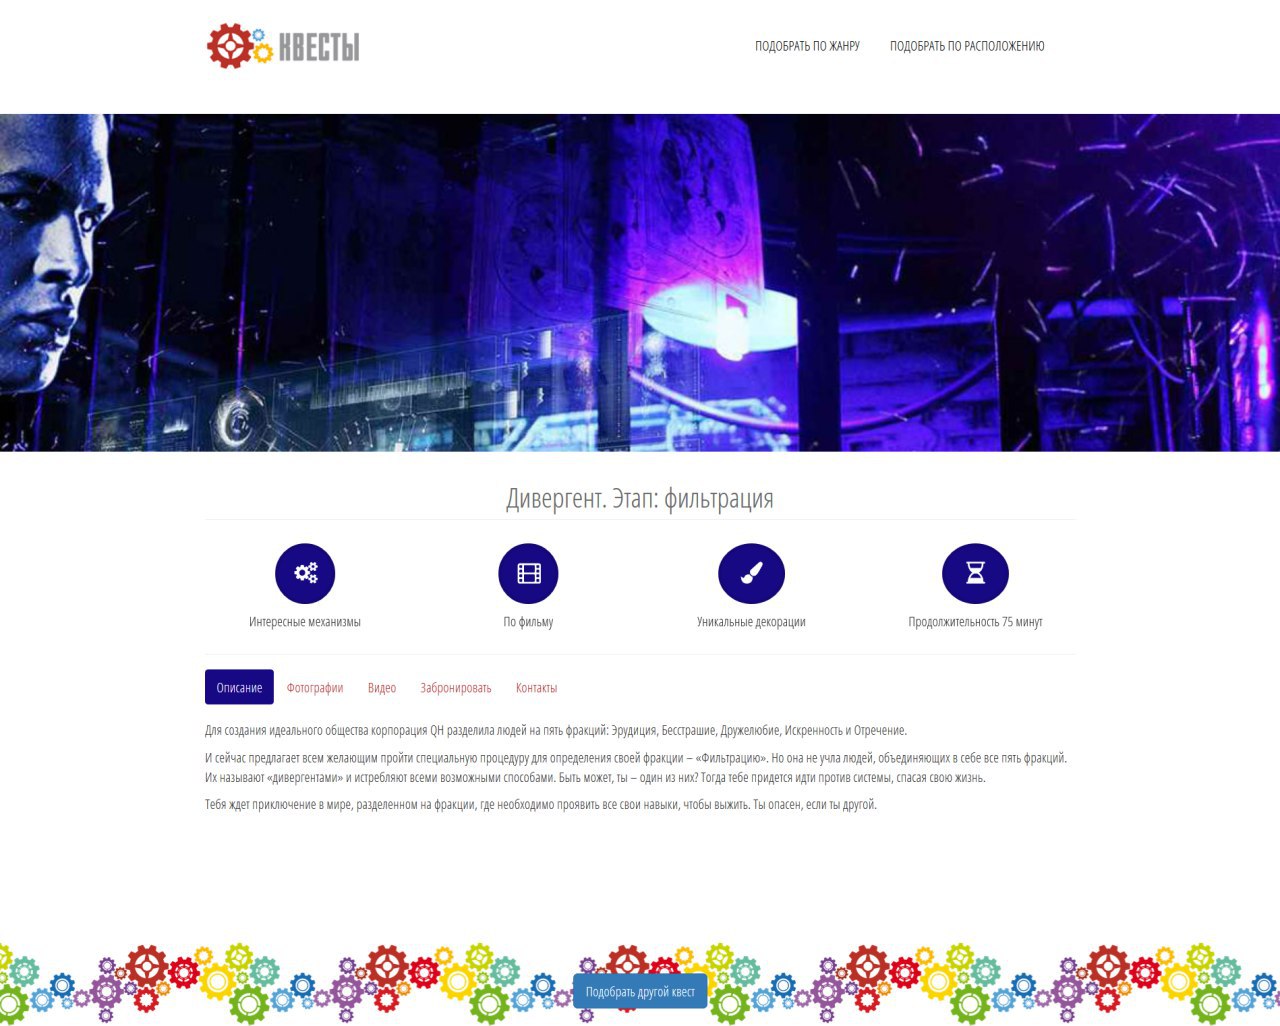 КВЕСТЫ
ПОДОБРАТЬ ПО ЖАНРУ ПОДОБРАТЬ ПО РАСПОЛОЖЕНИЮ
Дивергент. Этап: фильтрация
Интересные механизмы По фильму Уникальные декорации Продолжительность 75 минут
Описание Фотографии Видео Забронировать Контакты
Для создания идеального общества корпорация QH разделила людей на пять фракций: Эрудиция, Бесстрашие, Дружелюбие, Искренность и Отречение.
И сейчас предлагает всем желающим пройти специальную процедуру для определения своей фракции – «Фильтрацию». Но она не учла людей, объединяющих в себе все пять фракций.
Их называют «дивергентами» и истребляют всеми возможными способами. Быть может, ты – один из них? Тогда тебе придется идти против системы, спасая свою жизнь.
Тебя ждет приключение в мире, разделенном на фракции, где необходимо проявить все свои навыки, чтобы выжить. Ты опасен, если ты другой.
Подобрать другой квест